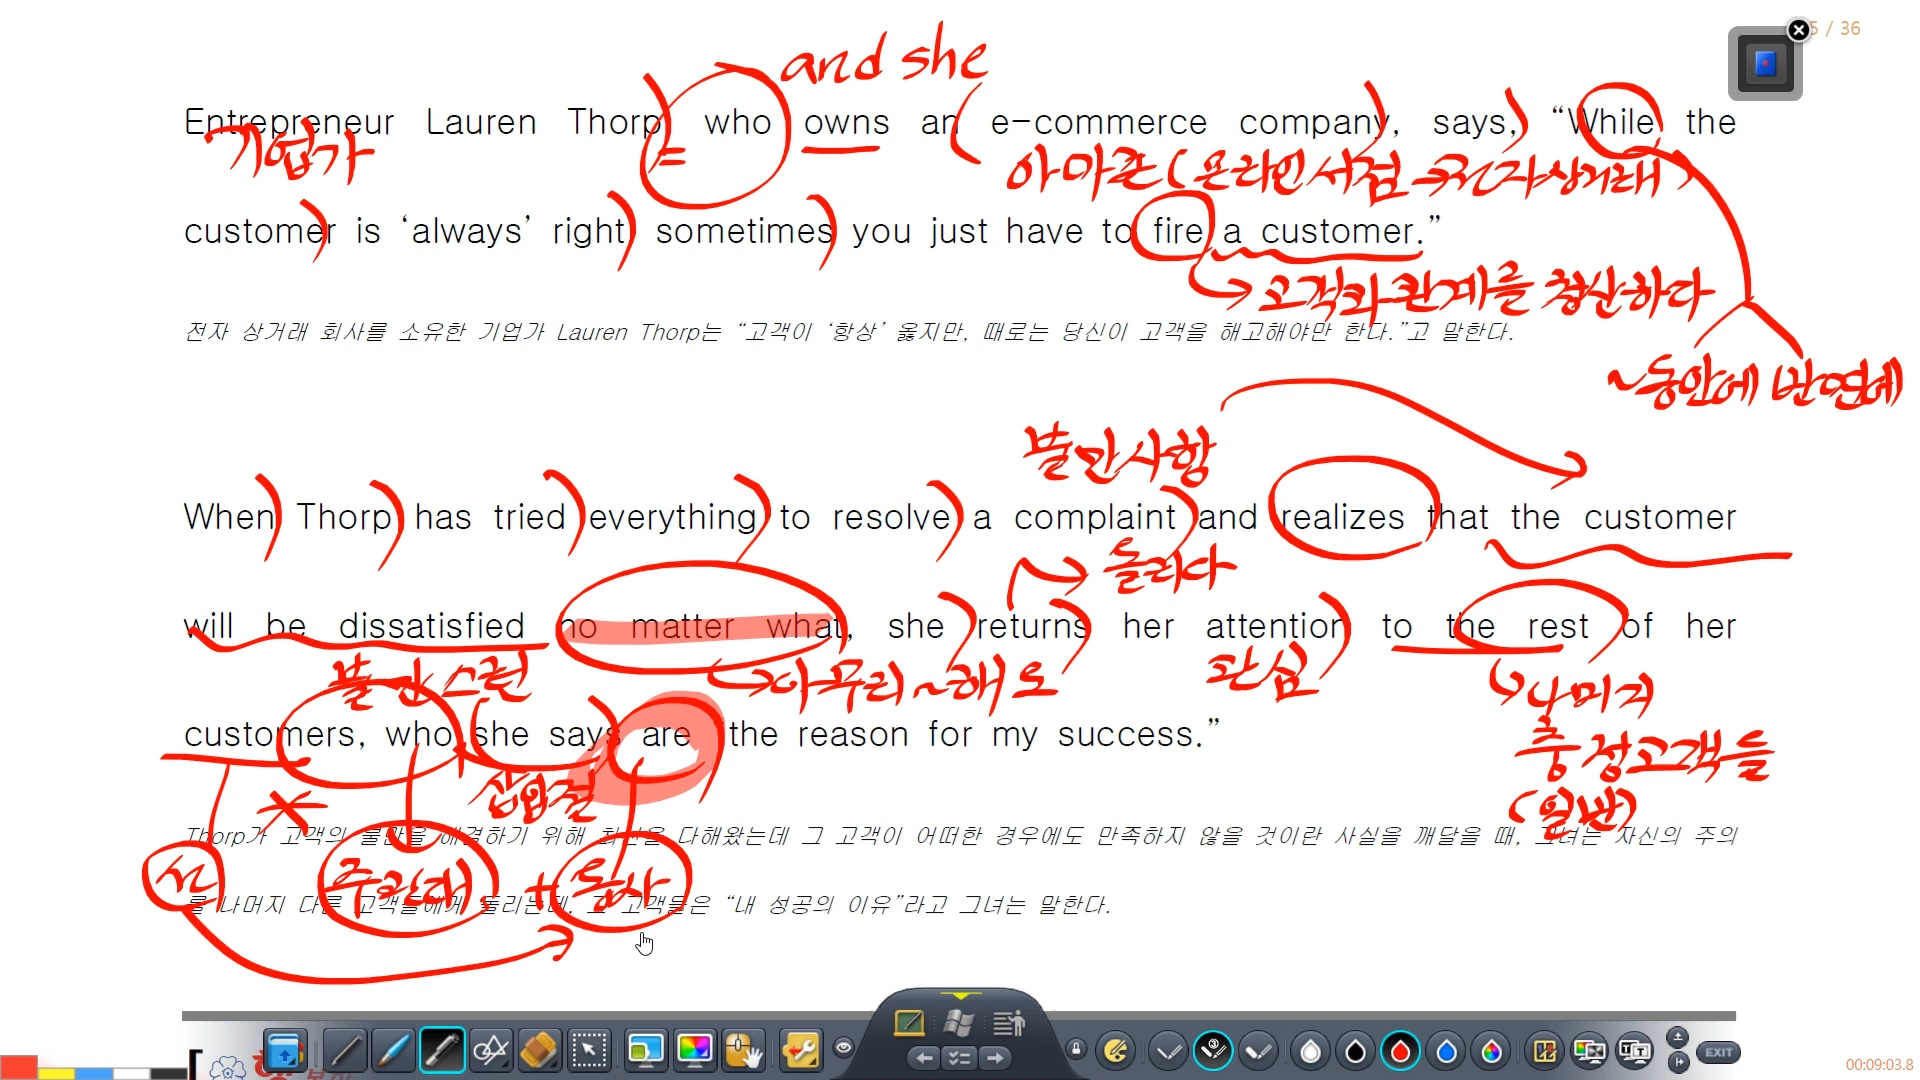 / 36
and she
Entrepreneur Lauren Thorp, who owns an e-commerce company, says, “While the
기업가
아마존(온라인서점→전자상거래)
customer is ‘always’ right, sometimes you just have to fire a customer.”
고객과 관계를 청산하다
전자 상거래 회사를 소유한 기업가 Lauren Thorp는 “고객이 ‘항상’ 옳지만, 때로는 당신이 고객을 해고해야만 한다.”고 말한다.
~동안에 반면에
불만사항
When Thorp has tried everything to resolve a complaint and realizes that the customer
돌리다
will be dissatisfied no matter what, she returns her attention to the rest of her
불만스런
아무리~해도
관심
나머지
customers, who she says are “the reason for my success.”
삽입절
충성고객들
(일반)
Thorp가 고객의 불만을 해결하기 위해 최선을 다해왔는데 그 고객이 어떠한 경우에도 만족하지 않을 것이란 사실을 깨달을 때, 그녀는 자신의 주의
선 주관대 + 동사
를 나머지 다른 고객들에게 돌리는데, 그 고객들은 “내 성공의 이유”라고 그녀는 말한다.
EXIT
00:09:03.8